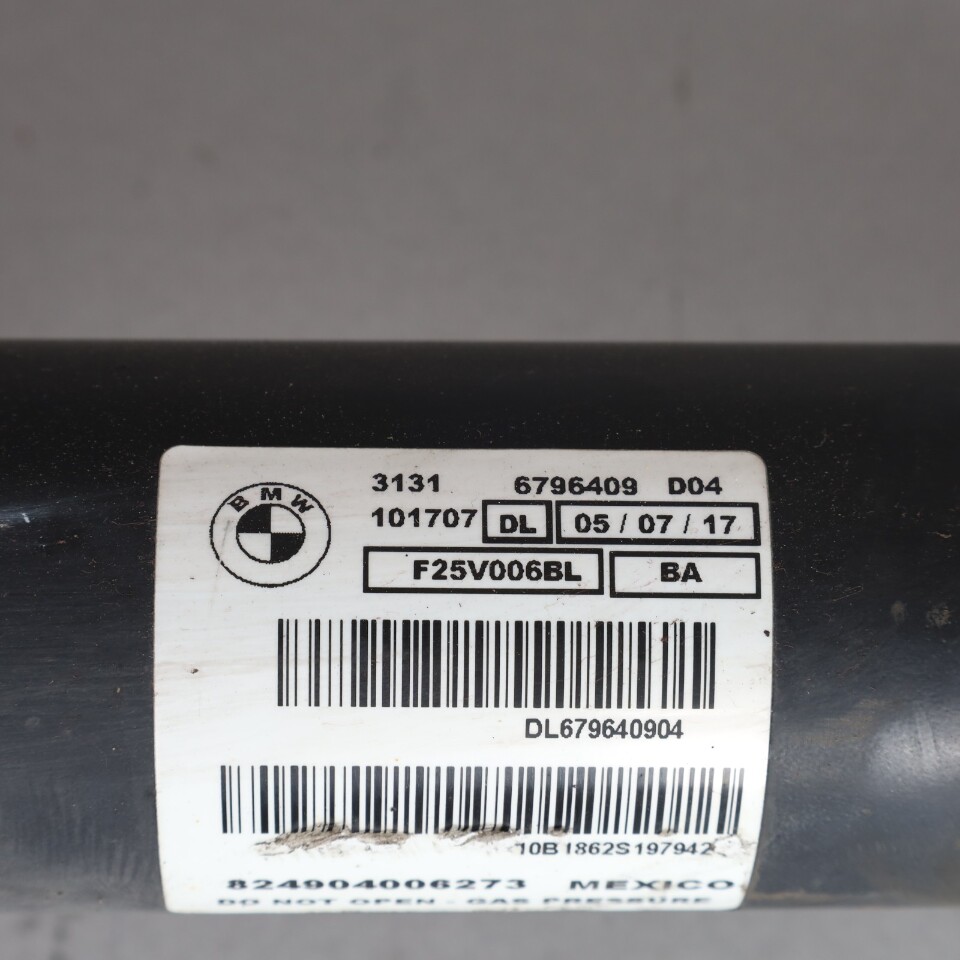 BMW
3131 6796409 D04
101707 DL 05 / 07 / 17
F25V006BL BA
DL679640904
10B1862S197942
824904006273 MEXICO
DO NOT OPEN - GAS PRESSURE